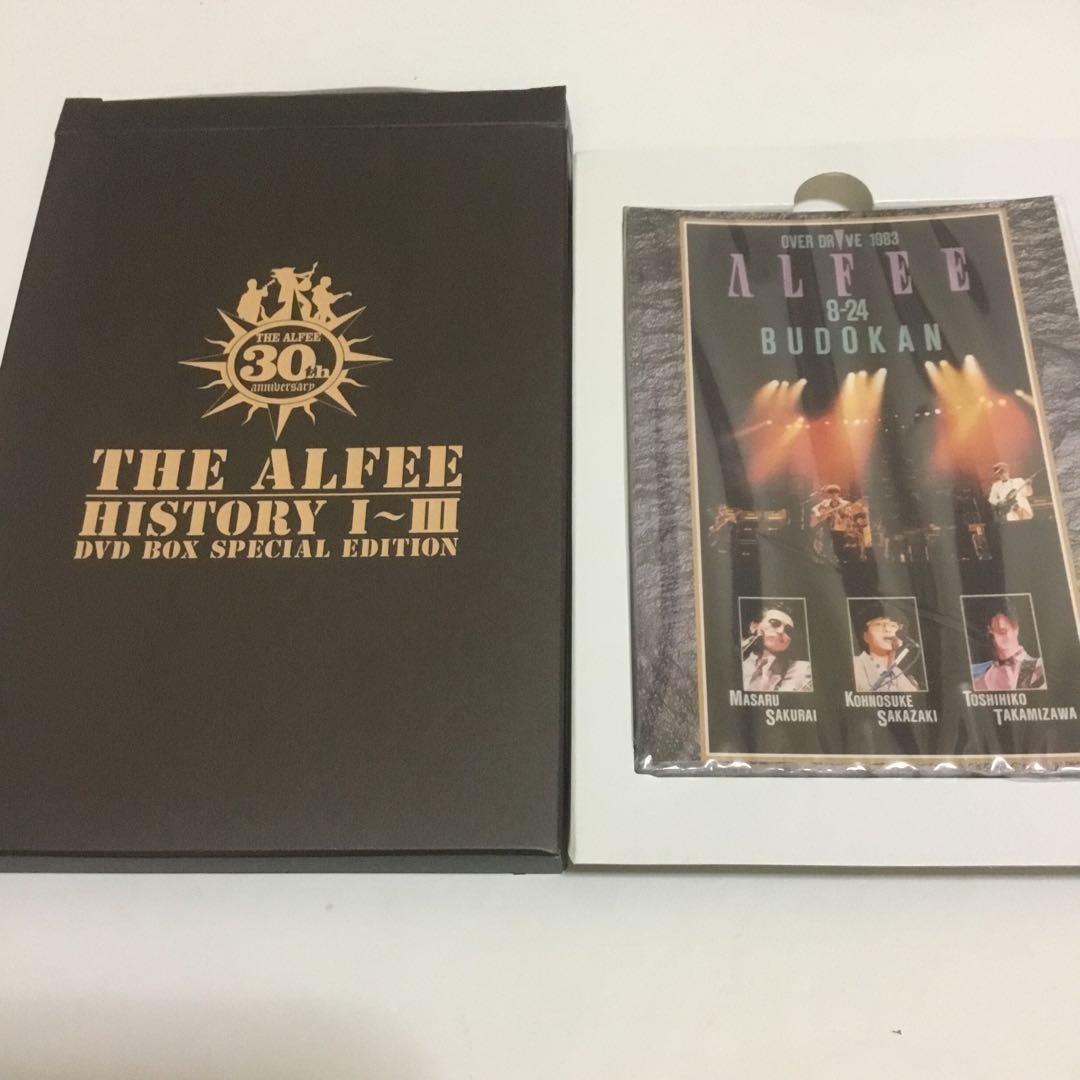 THE ALFEE
30th
anniversary
THE ALFEE
HISTORY I~III
DVD BOX SPECIAL EDITION
OVER DRIVE 1983
ALFEE
8-24
BUDOKAN
MASARU
SAKURAI
KOHNOSUKE
SAKAZAKI
TOSHIHIKO
TAKAMIZAWA